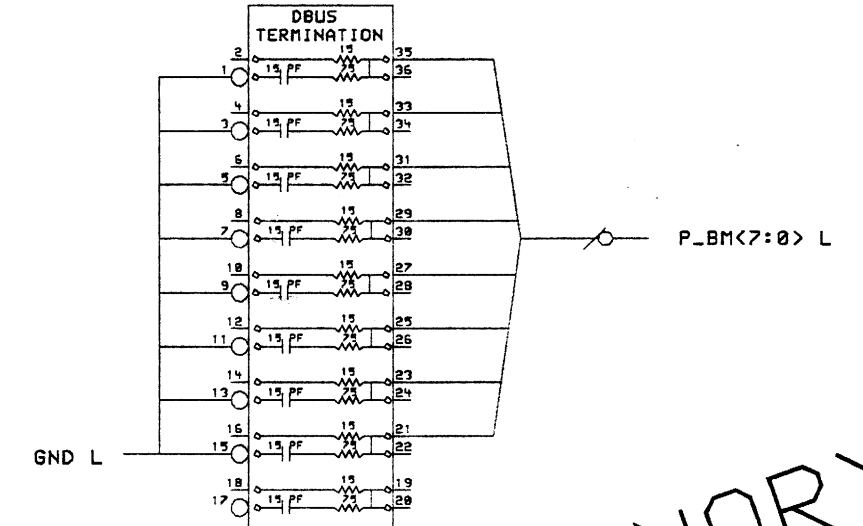 DBUS
TERMINATION
2 15 35
1 15 PF 75 36
4 15 33
3 15 PF 75 34
6 15 31
5 15 PF 75 32
8 15 29
7 15 PF 75 30
P_BM<7:0> L
10 15 27
9 15 PF 75 28
12 15 25
11 15 PF 75 26
14 15 23
13 15 PF 75 24
16 15 21
GND L 15 15 PF 75 22
18 15 19
17 15 PF 75 20